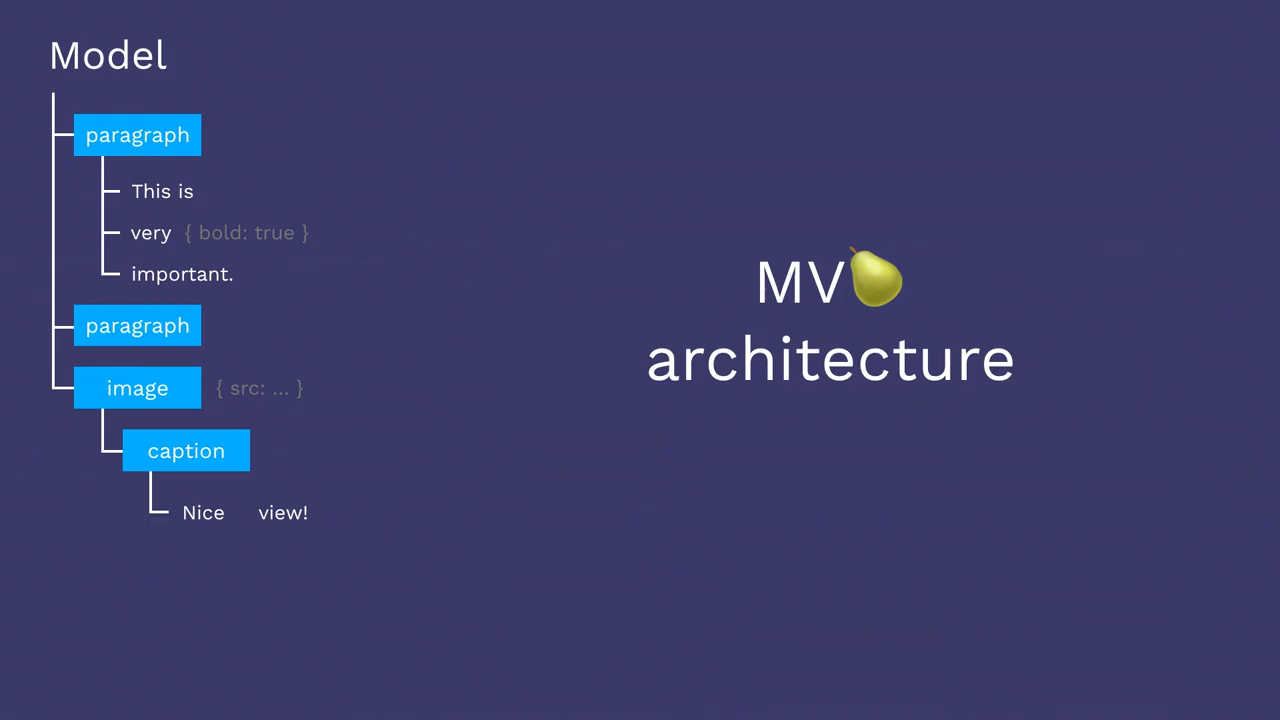 Model
paragraph
This is
very { bold: true }
important.
paragraph
image { src: ... }
caption
Nice view!
MV🍐
architecture